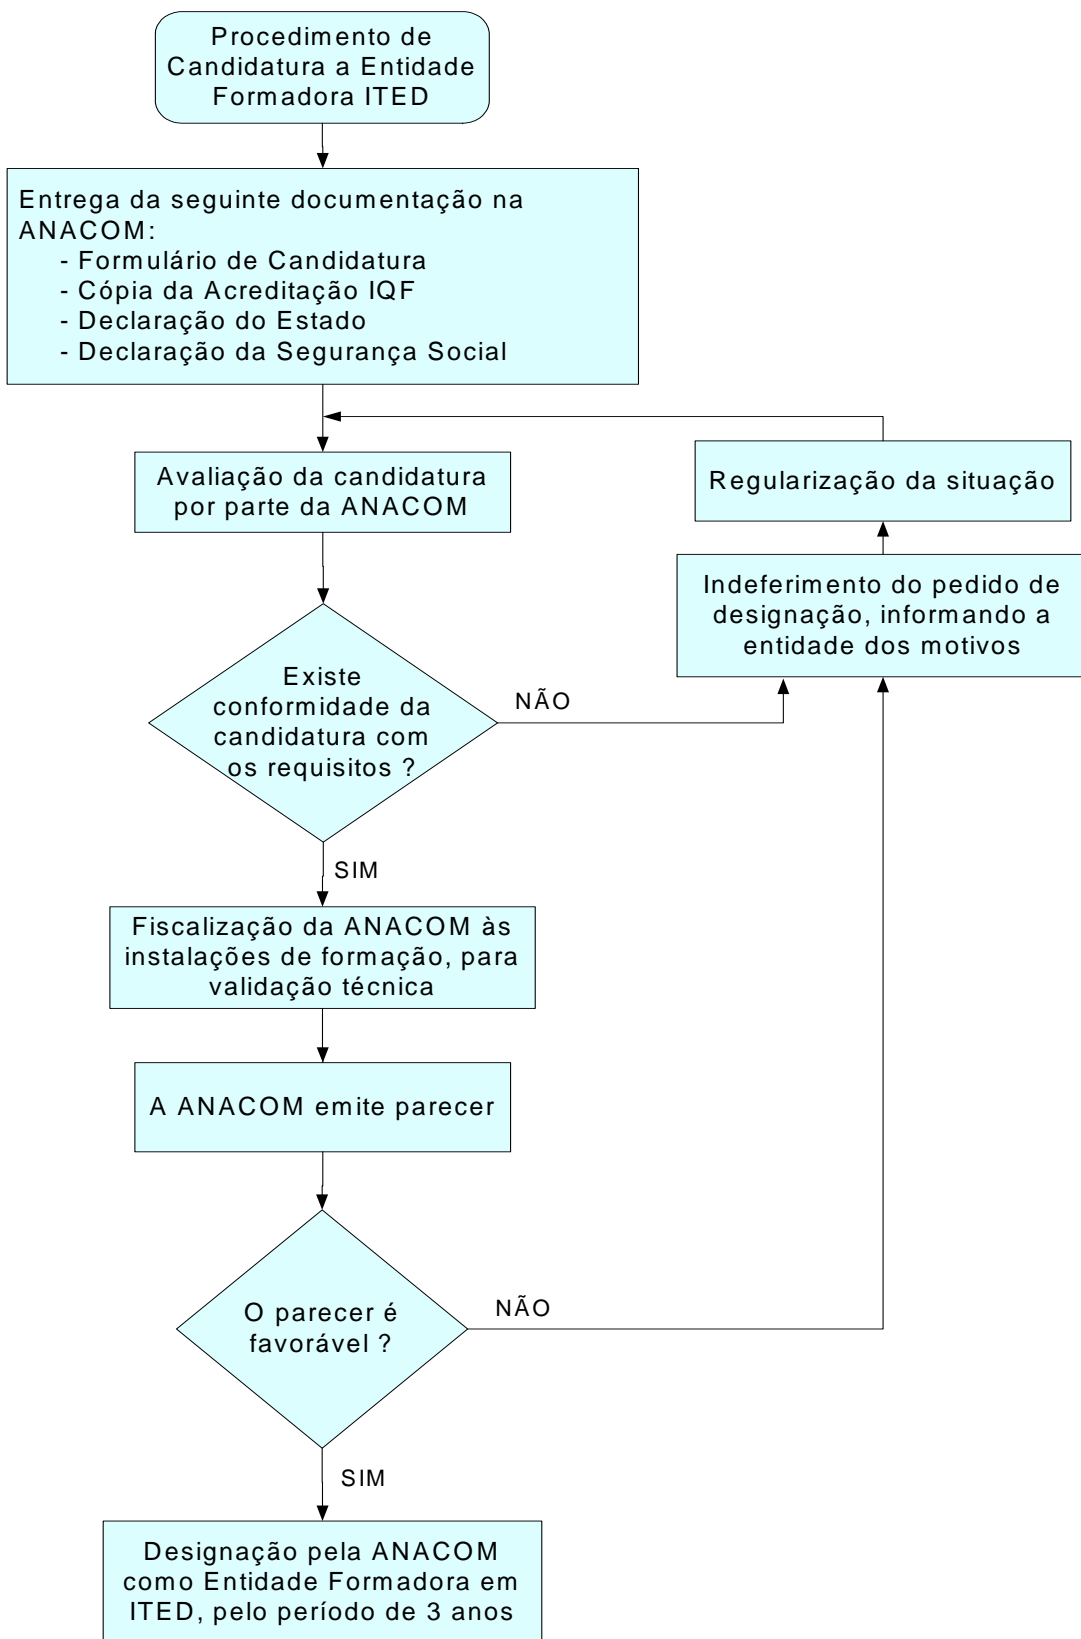 Procedimento de
Candidatura a Entidade
Formadora ITED
Entrega da seguinte documentação na
ANACOM:
- Formulário de Candidatura
- Cópia da Acreditação IQF
- Declaração do Estado
- Declaração da Segurança Social
Avaliação da candidatura
por parte da ANACOM
Regularização da situação
Indeferimento do pedido de
designação, informando a
entidade dos motivos
Existe
conformidade da
candidatura com
os requisitos ?
NÃO
SIM
Fiscalização da ANACOM às
instalações de formação, para
validação técnica
A ANACOM emite parecer
O parecer é
favorável ?
NÃO
SIM
Designação pela ANACOM
como Entidade Formadora em
ITED, pelo período de 3 anos